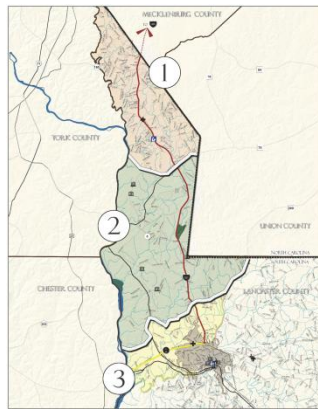 MECKLENBURG COUNTY
1
YORK COUNTY
2
UNION COUNTY
NORTH CAROLINA
SOUTH CAROLINA
CHESTER COUNTY
LANCASTER COUNTY
3